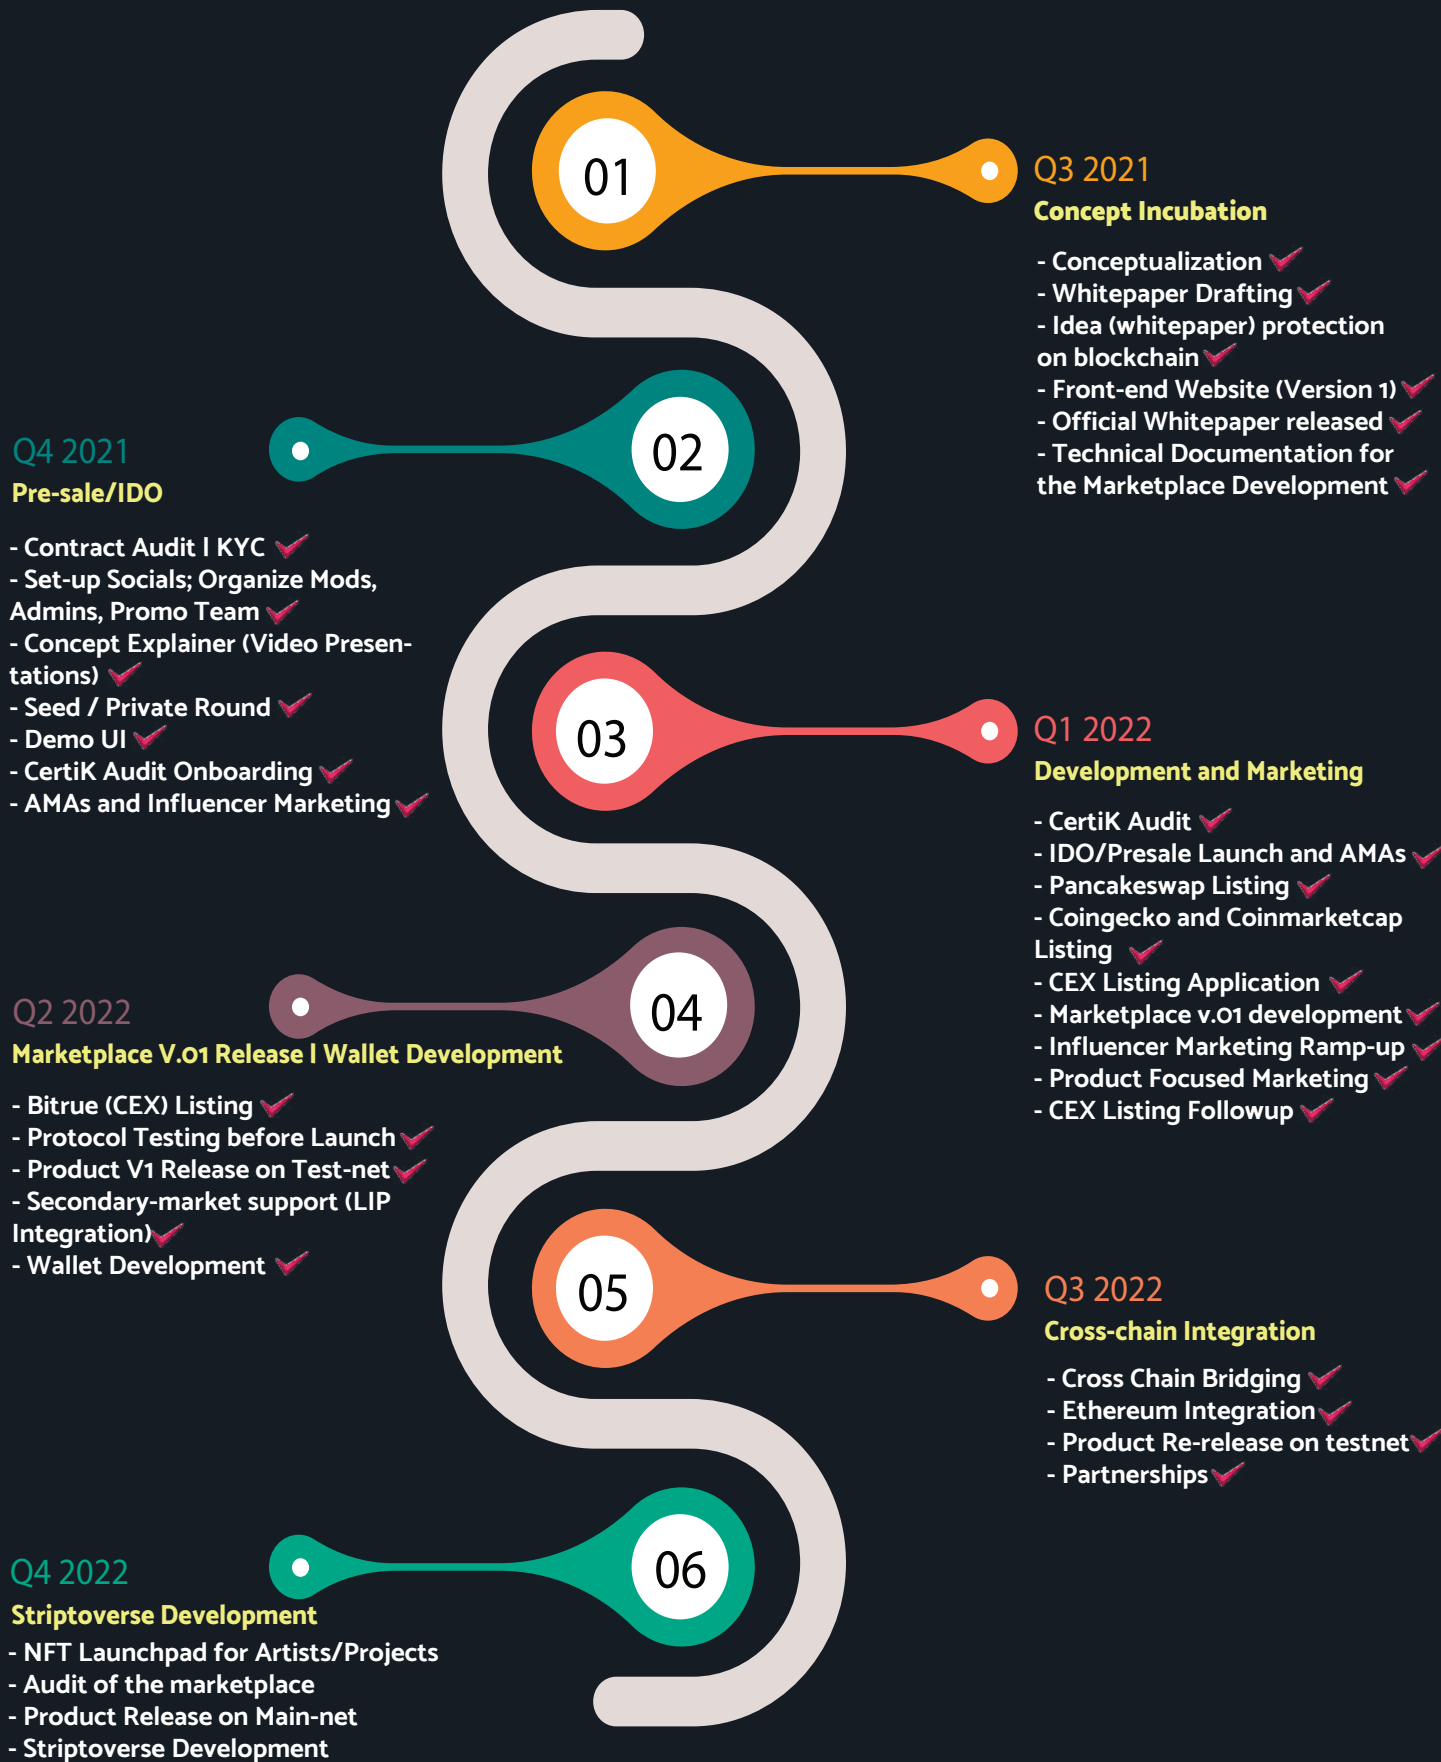 01
Q3 2021
Concept Incubation
- Conceptualization
- Whitepaper Drafting
- Idea (whitepaper) protection
on blockchain
- Front-end Website (Version 1)
- Official Whitepaper released
- Technical Documentation for
the Marketplace Development
02
Q4 2021
Pre-sale/IDO
- Contract Audit | KYC
- Set-up Socials; Organize Mods,
Admins, Promo Team
- Concept Explainer (Video Presen-
tations)
- Seed / Private Round
- Demo UI
- CertiK Audit Onboarding
- AMAs and Influencer Marketing
03
Q1 2022
Development and Marketing
- CertiK Audit
- IDO/Presale Launch and AMAs
- Pancakeswap Listing
- Coingecko and Coinmarketcap
Listing
- CEX Listing Application
- Marketplace v.01 development
- Influencer Marketing Ramp-up
- Product Focused Marketing
- CEX Listing Followup
04
Q2 2022
Marketplace V.01 Release | Wallet Development
- Bitrue (CEX) Listing
- Protocol Testing before Launch
- Product V1 Release on Test-net
- Secondary-market support (LIP
Integration)
- Wallet Development
05
Q3 2022
Cross-chain Integration
- Cross Chain Bridging
- Ethereum Integration
- Product Re-release on testnet
- Partnerships
06
Q4 2022
Striptoverse Development
- NFT Launchpad for Artists/Projects
- Audit of the marketplace
- Product Release on Main-net
- Striptoverse Development